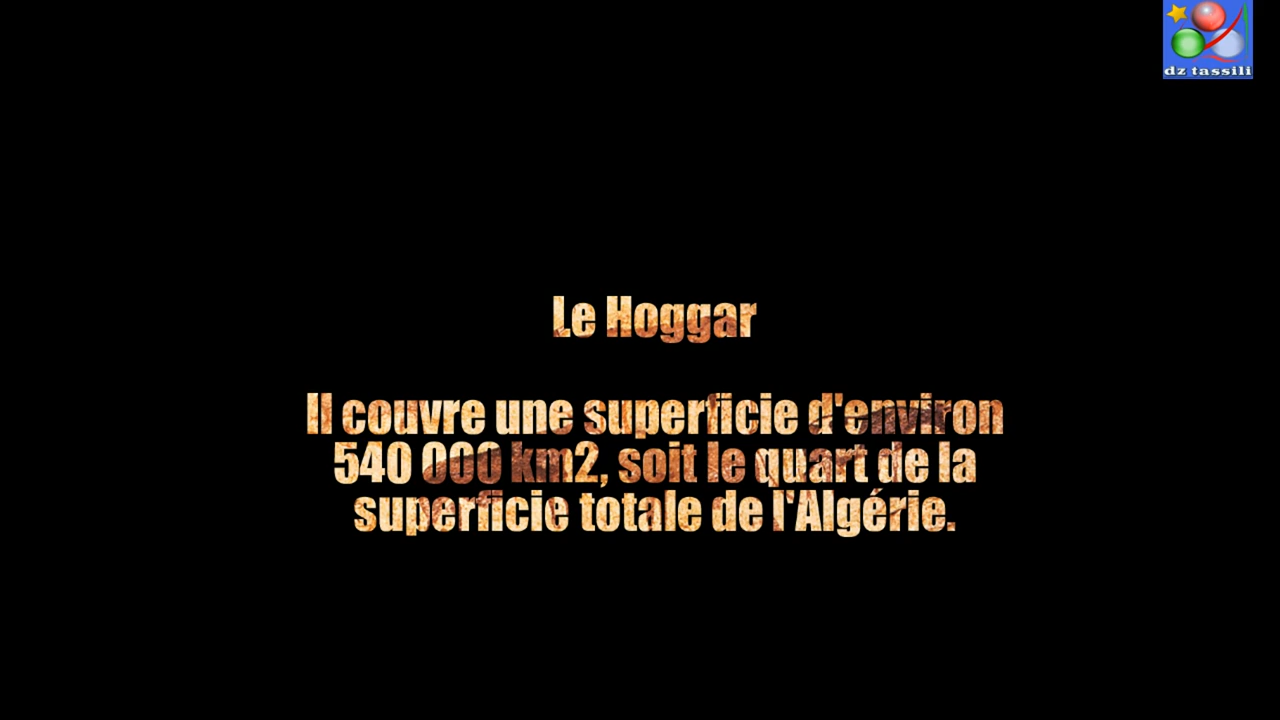 dz tassili
Le Hoggar
Il couvre une superficie d'environ
540 000 km2, soit le quart de la
superficie totale de l'Algérie.